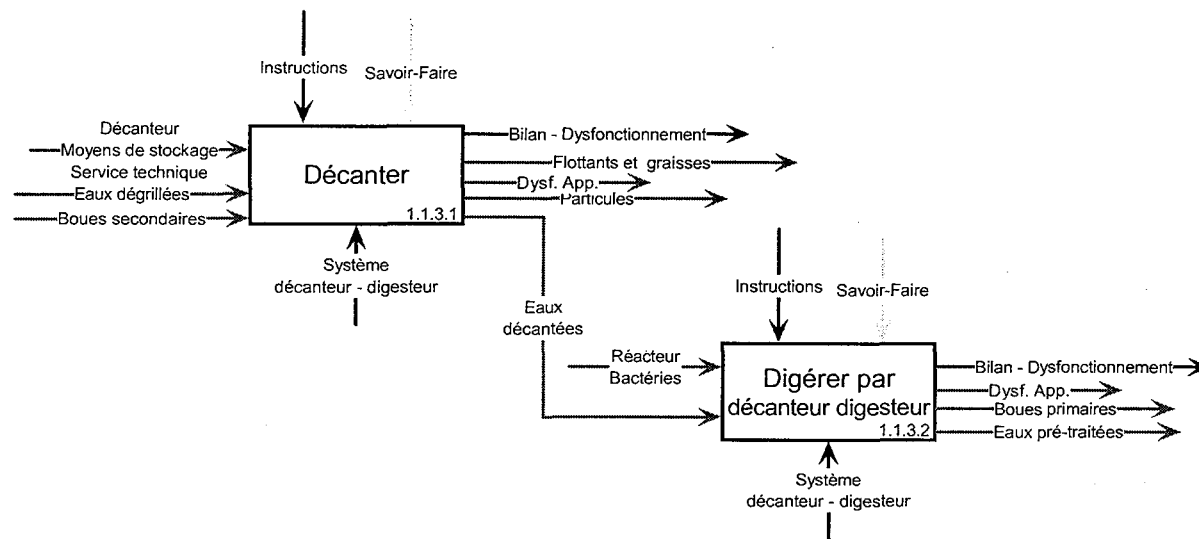 Instructions
Savoir-Faire
Décanteur
Moyens de stockage
Service technique
Eaux dégrillées
Boues secondaires
Décanter
1.1.3.1
Bilan - Dysfonctionnement
Flottants et graisses
Dysf. App.
Particules
Système
décanteur - digesteur
Eaux
décantées
Instructions
Savoir-Faire
Réacteur
Bactéries
Digérer par
décanteur digesteur
1.1.3.2
Bilan - Dysfonctionnement
Dysf. App.
Boues primaires
Eaux pré-traitées
Système
décanteur - digesteur